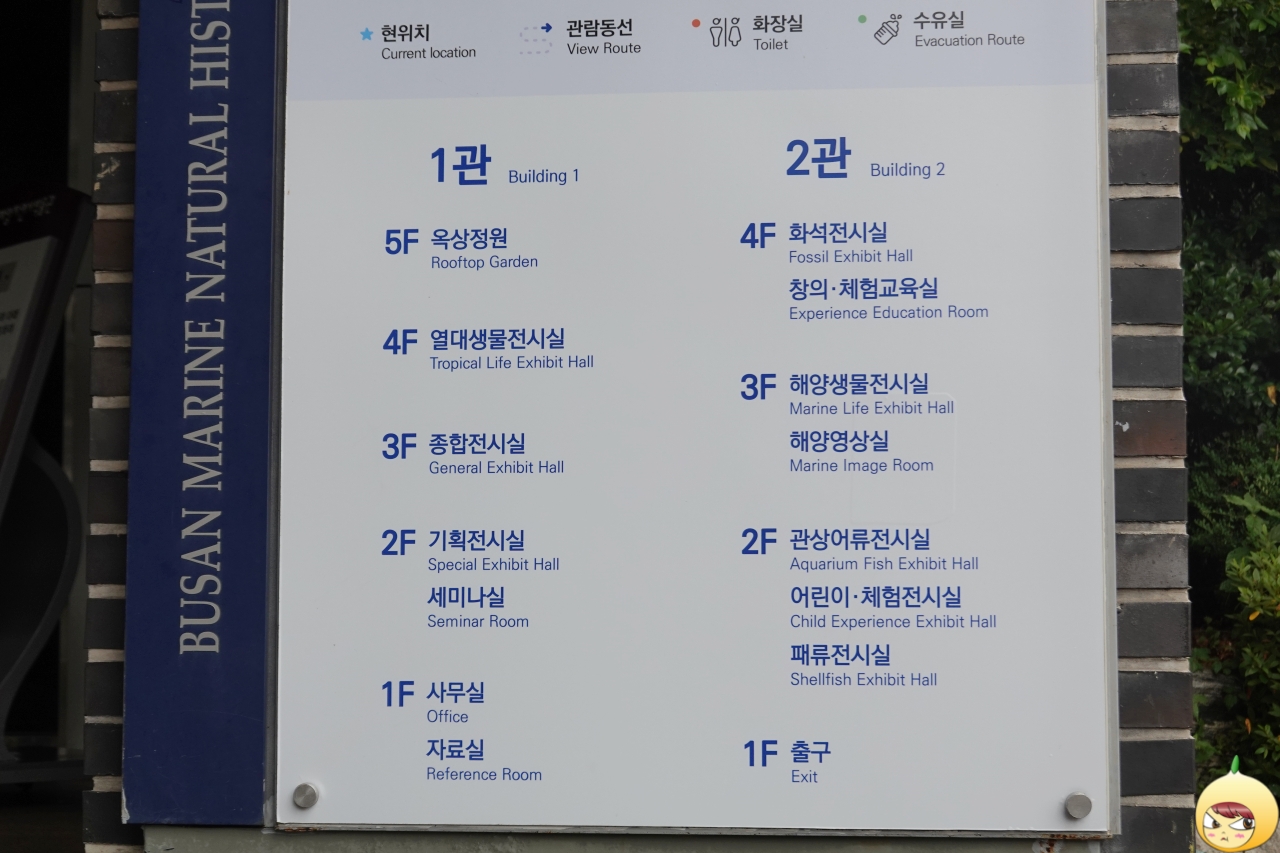 BUSAN MARINE NATURAL HIST
현위치
Current location
관람동선
View Route
화장실
Toilet
수유실
Evacuation Route
1관 Building 1
5F 옥상정원
Rooftop Garden
4F 열대생물전시실
Tropical Life Exhibit Hall
3F 종합전시실
General Exhibit Hall
2F 기획전시실
Special Exhibit Hall
세미나실
Seminar Room
1F 사무실
Office
자료실
Reference Room
2관 Building 2
4F 화석전시실
Fossil Exhibit Hall
창의·체험교육실
Experience Education Room
3F 해양생물전시실
Marine Life Exhibit Hall
해양영상실
Marine Image Room
2F 관상어류전시실
Aquarium Fish Exhibit Hall
어린이·체험전시실
Child Experience Exhibit Hall
패류전시실
Shellfish Exhibit Hall
1F 출구
Exit